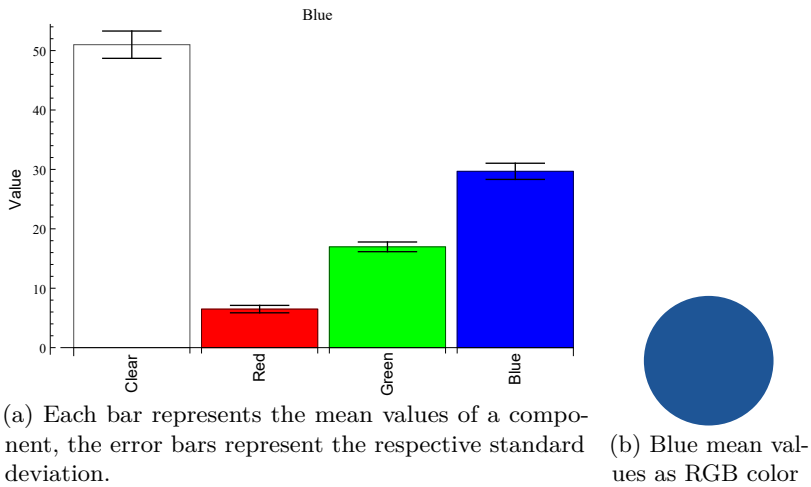 Blue
Value
50
40
30
20
10
0
Clear
Red
Green
Blue
(a) Each bar represents the mean values of a compo-
nent, the error bars represent the respective standard
deviation.
(b) Blue mean val-
ues as RGB color